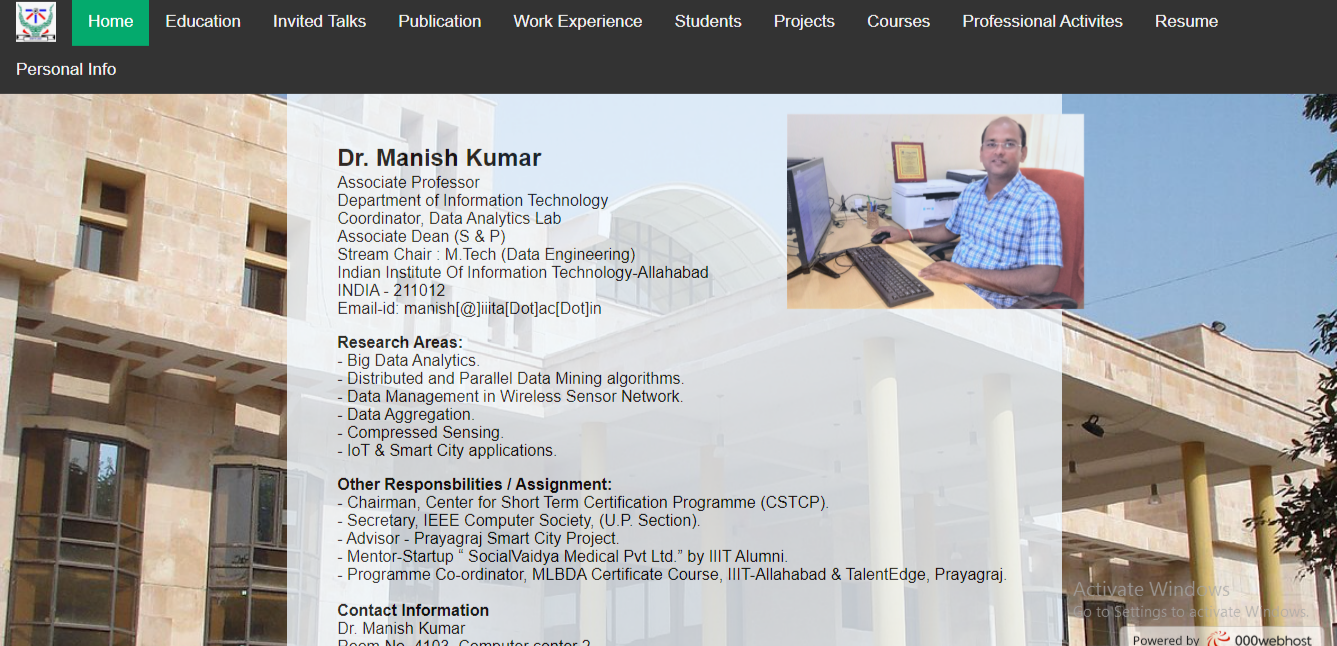 Home Education Invited Talks Publication Work Experience Students Projects Courses Professional Activites Resume
Personal Info
Dr. Manish Kumar
Associate Professor
Department of Information Technology
Coordinator, Data Analytics Lab
Associate Dean (S & P)
Stream Chair : M.Tech (Data Engineering)
Indian Institute Of Information Technology-Allahabad
INDIA - 211012
Email-id: manish[@]iiita[Dot]ac[Dot]in
Research Areas:
- Big Data Analytics.
- Distributed and Parallel Data Mining algorithms.
- Data Management in Wireless Sensor Network.
- Data Aggregation.
- Compressed Sensing.
- IoT & Smart City applications.
Other Responsbilities / Assignment:
- Chairman, Center for Short Term Certification Programme (CSTCP).
- Secretary, IEEE Computer Society, (U.P. Section).
- Advisor - Prayagraj Smart City Project.
- Mentor-Startup “ SocialVaidya Medical Pvt Ltd.” by IIIT Alumni.
- Programme Co-ordinator, MLBDA Certificate Course, IIIT-Allahabad & TalentEdge, Prayagraj.
Contact Information
Dr. Manish Kumar
Room No. 4103, Computer center 2
Activate Windows
Go to Settings to activate Windows.
Powered by 000webhost